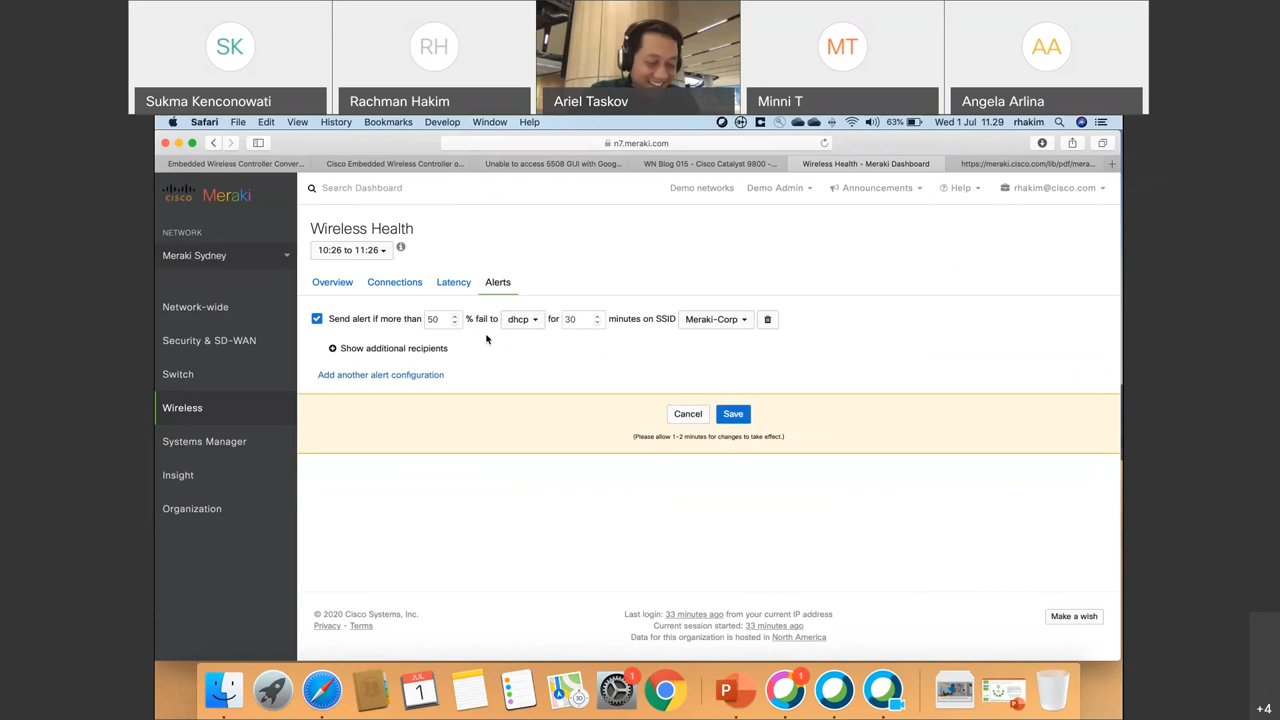 SK
RH
MT
AA
Sukma Kenconowati
Rachman Hakim
Ariel Taskov
Minni T
Angela Arlina
Safari File Edit View History Bookmarks Develop Window Help
63% Wed 1 Jul 11.29 rhakim
n7.meraki.com
Embedded Wireless Controller Conver...
Cisco Embedded Wireless Controller o...
Unable to access 5508 GUI with Goog...
WN Blog 015 – Cisco Catalyst 9800 –...
Wireless Health - Meraki Dashboard
https://meraki.cisco.com/lib/pdf/mera...
CISCO Meraki
Search Dashboard
Demo networks
Demo Admin
Announcements
Help
rhakim@cisco.com
NETWORK
Meraki Sydney
Network-wide
Security & SD-WAN
Switch
Wireless
Systems Manager
Insight
Organization
Wireless Health
10:26 to 11:26
Overview Connections Latency Alerts
Send alert if more than 50 % fail to dhcp for 30 minutes on SSID Meraki-Corp
Show additional recipients
Add another alert configuration
Cancel Save
(Please allow 1-2 minutes for changes to take effect.)
© 2020 Cisco Systems, Inc.
Privacy - Terms
Last login: 33 minutes ago from your current IP address
Current session started: 33 minutes ago
Data for this organization is hosted in North America
Make a wish
JUL
1
3D
1
1
+4